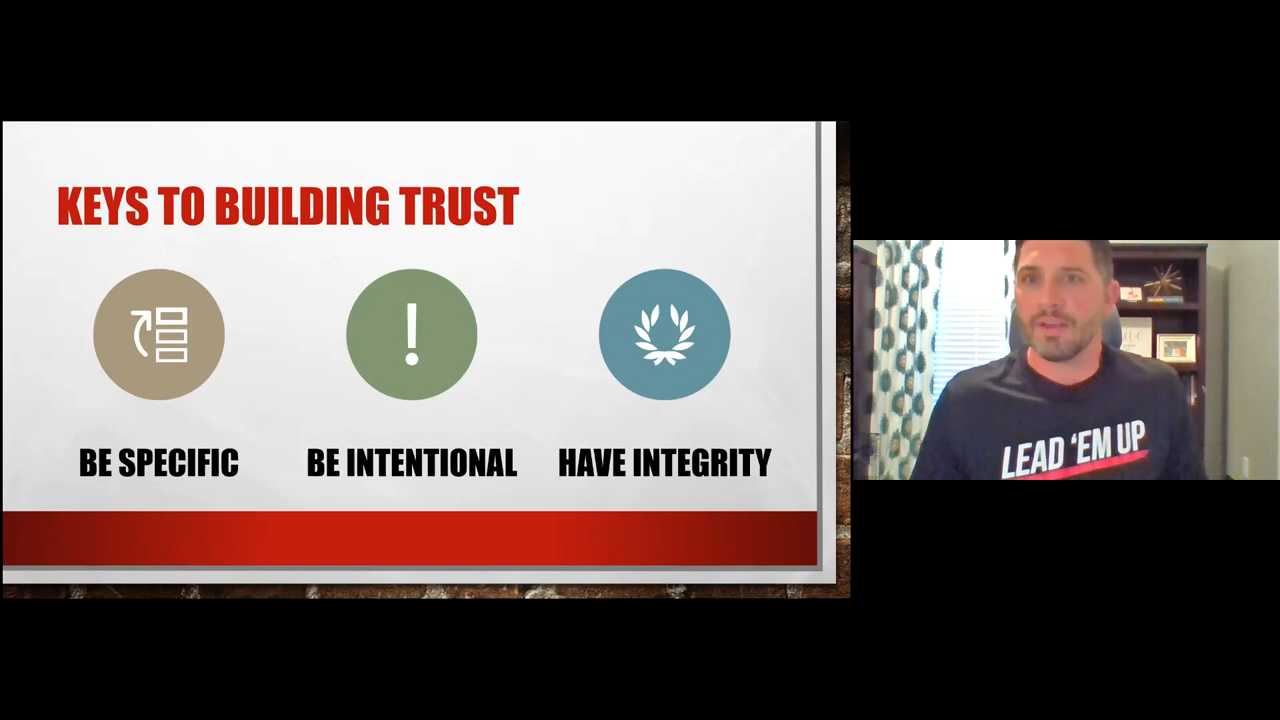 KEYS TO BUILDING TRUST
BE SPECIFIC
BE INTENTIONAL
HAVE INTEGRITY
LEAD 'EM UP